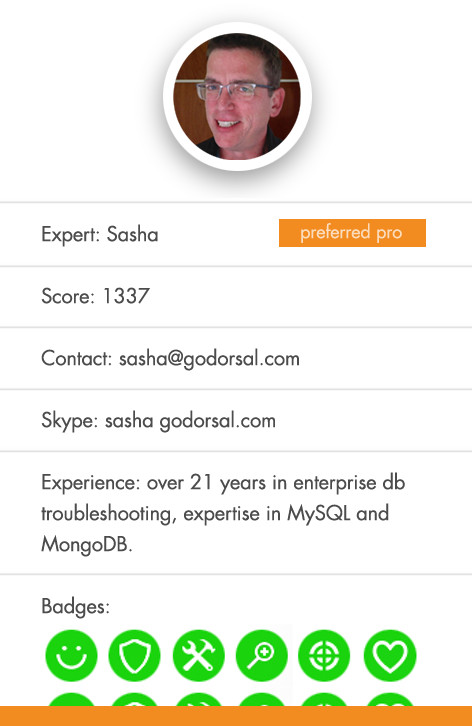 Expert: Sasha
preferred pro
Score: 1337
Contact: sasha@godorsal.com
Skype: sasha godorsal.com
Experience: over 21 years in enterprise db
troubleshooting, expertise in MySQL and
MongoDB.
Badges: